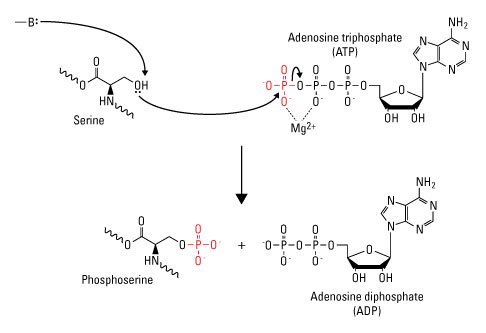 —B:
Serine
O
O
OH
HN
Adenosine triphosphate
(ATP)
NH₂
N
N
N
N
O O O
⁻O–P–O–P–O–P–O
O⁻ O⁻ O⁻
O
OH OH
Mg²⁺
O
O
O–P–O⁻
O
O⁻
HN
Phosphoserine
+
NH₂
N
N
N
N
O O
⁻O–P–O–P–O
O⁻ O⁻
O
OH OH
Adenosine diphosphate
(ADP)